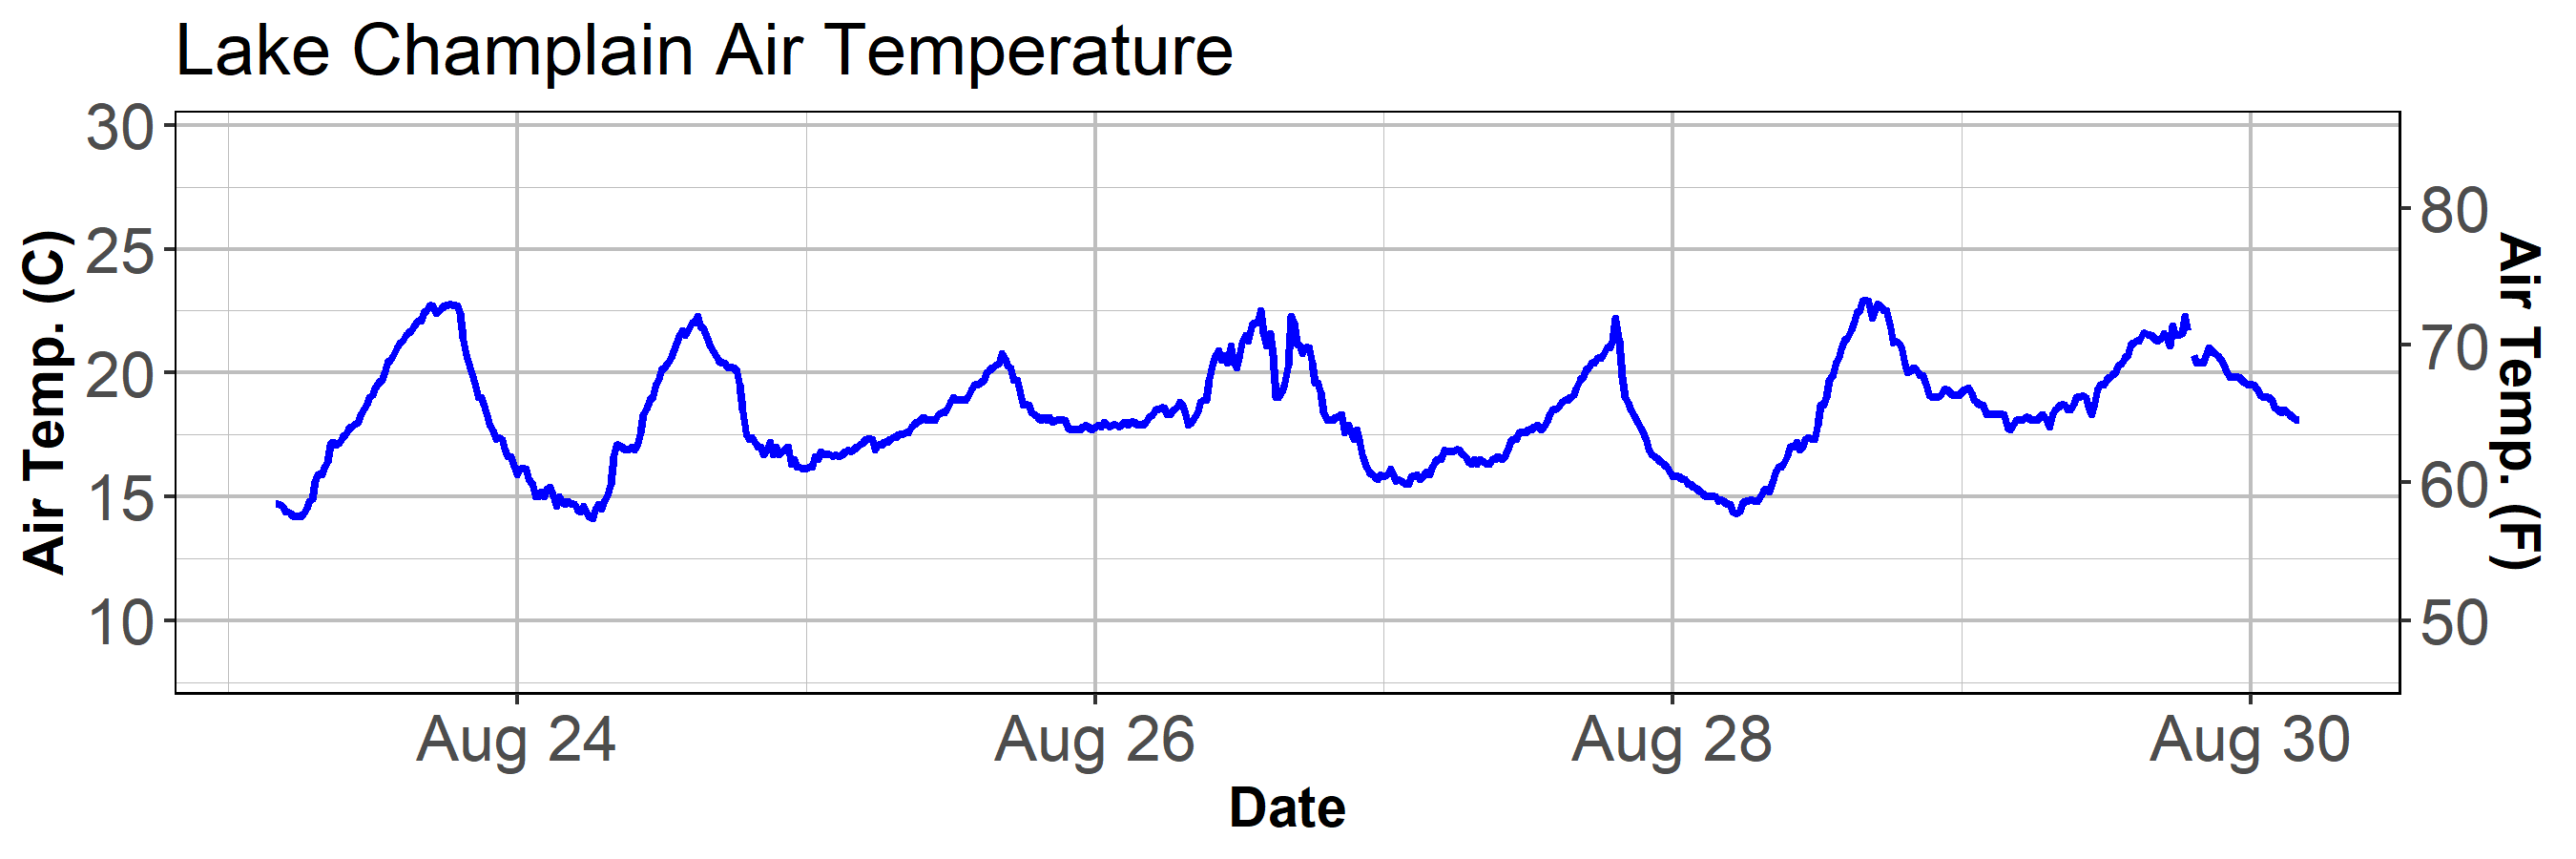 Lake Champlain Air Temperature
Air Temp. (C)
30
25
20
15
10
80
70
60
50
Air Temp. (F)
Aug 24 Aug 26 Aug 28 Aug 30
Date